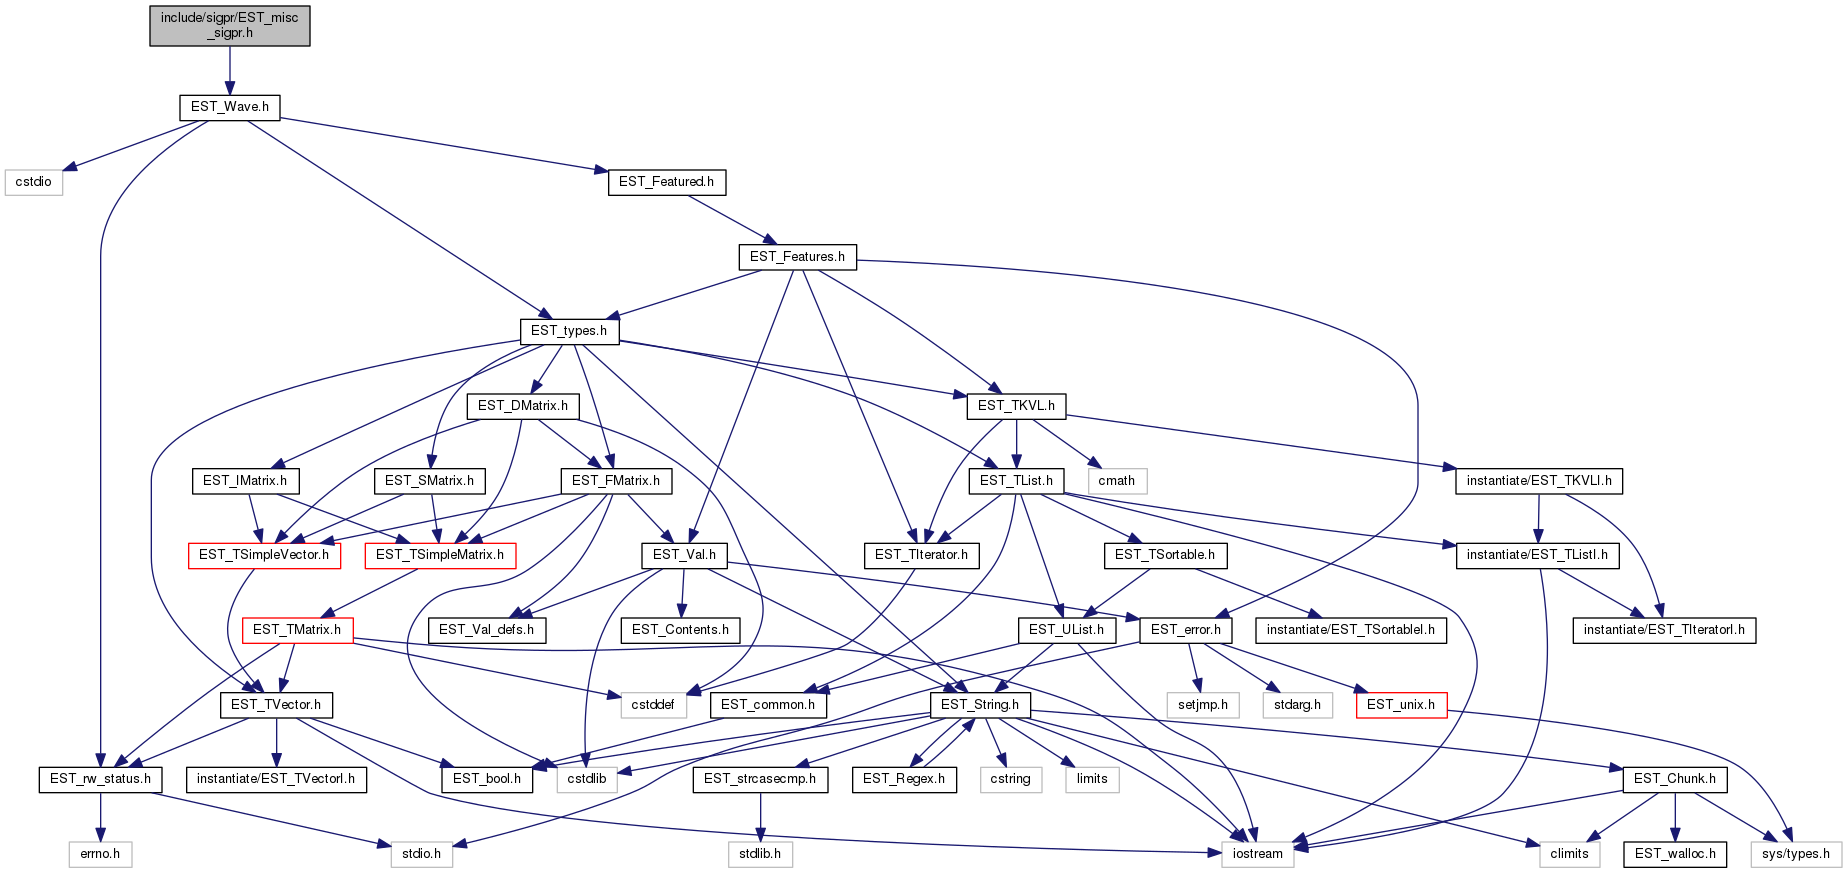 include/sigpr/EST_misc
_sigpr.h
EST_Wave.h
cstdio
EST_Featured.h
EST_Features.h
EST_types.h
EST_DMatrix.h
EST_TKVL.h
EST_IMatrix.h
EST_SMatrix.h
EST_FMatrix.h
EST_TList.h
cmath
instantiate/EST_TKVLI.h
EST_TSimpleVector.h
EST_TSimpleMatrix.h
EST_Val.h
EST_TIterator.h
EST_TSortable.h
instantiate/EST_TListI.h
EST_TMatrix.h
EST_Val_defs.h
EST_Contents.h
EST_UList.h
EST_error.h
instantiate/EST_TSortableI.h
instantiate/EST_TIteratorI.h
EST_TVector.h
cstddef
EST_common.h
EST_String.h
setjmp.h
stdarg.h
EST_unix.h
EST_rw_status.h
instantiate/EST_TVectorI.h
EST_bool.h
cstdlib
EST_strcasecmp.h
EST_Regex.h
cstring
limits
EST_Chunk.h
errno.h
stdio.h
stdlib.h
iostream
climits
EST_walloc.h
sys/types.h